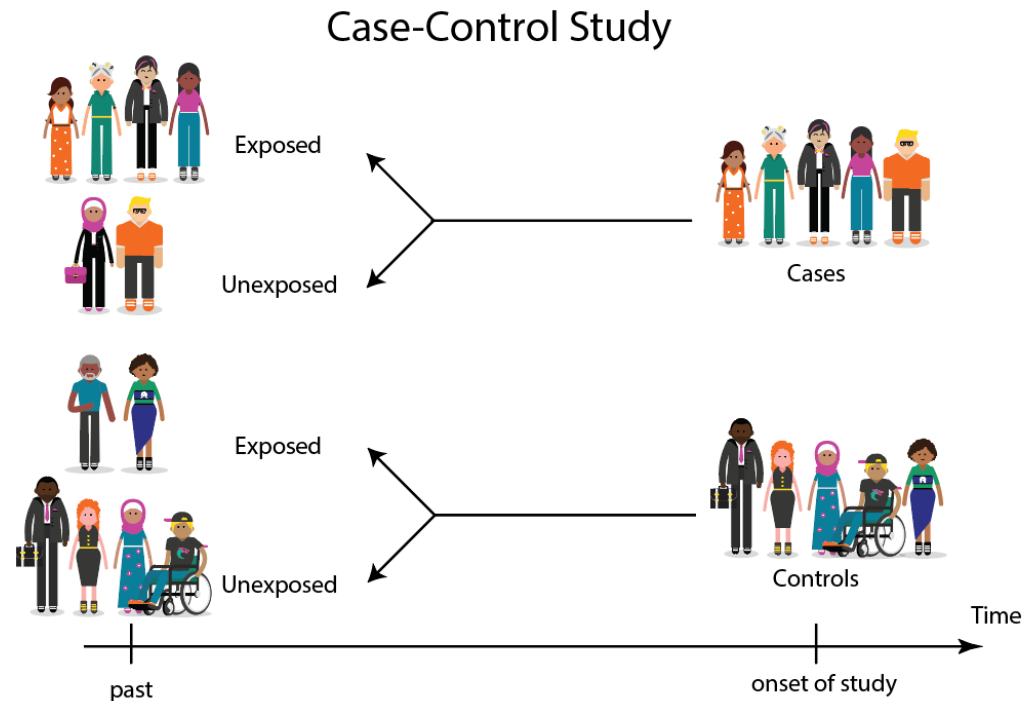 Case-Control Study
Exposed
Unexposed
Cases
Exposed
Unexposed
Controls
Time
past
onset of study